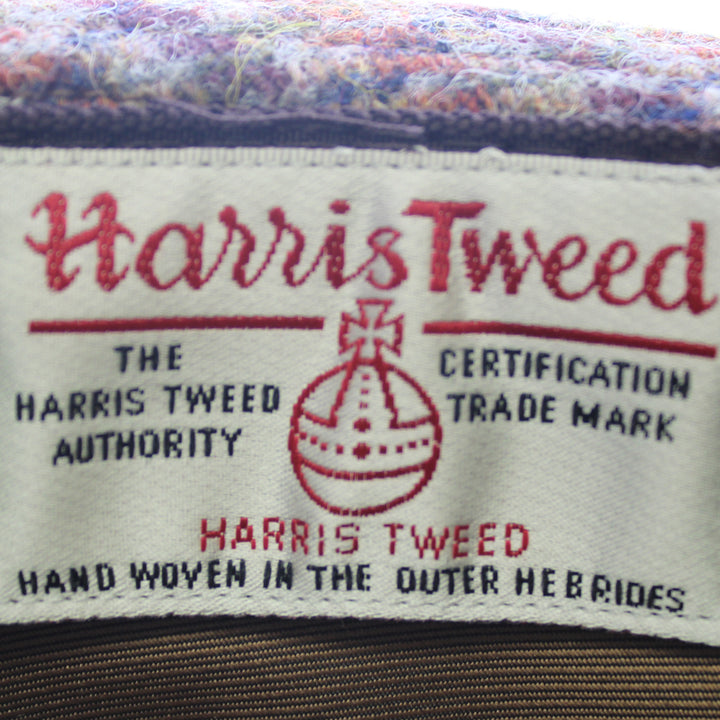 Harris Tweed
THE
HARRIS TWEED
AUTHORITY
CERTIFICATION
TRADE MARK
HARRIS TWEED
HAND WOVEN IN THE OUTER HEBRIDES